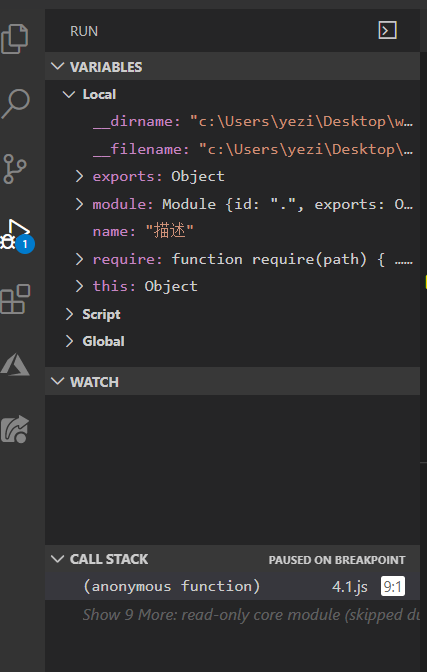 RUN
VARIABLES
Local
__dirname: "c:\Users\yezi\Desktop\w…
__filename: "c:\Users\yezi\Desktop\…
exports: Object
module: Module {id: ".", exports: O…
name: "描述"
require: function require(path) { ……
this: Object
Script
Global
1
WATCH
CALL STACK PAUSED ON BREAKPOINT
(anonymous function) 4.1.js 9:1
Show 9 More: read-only core module (skipped du